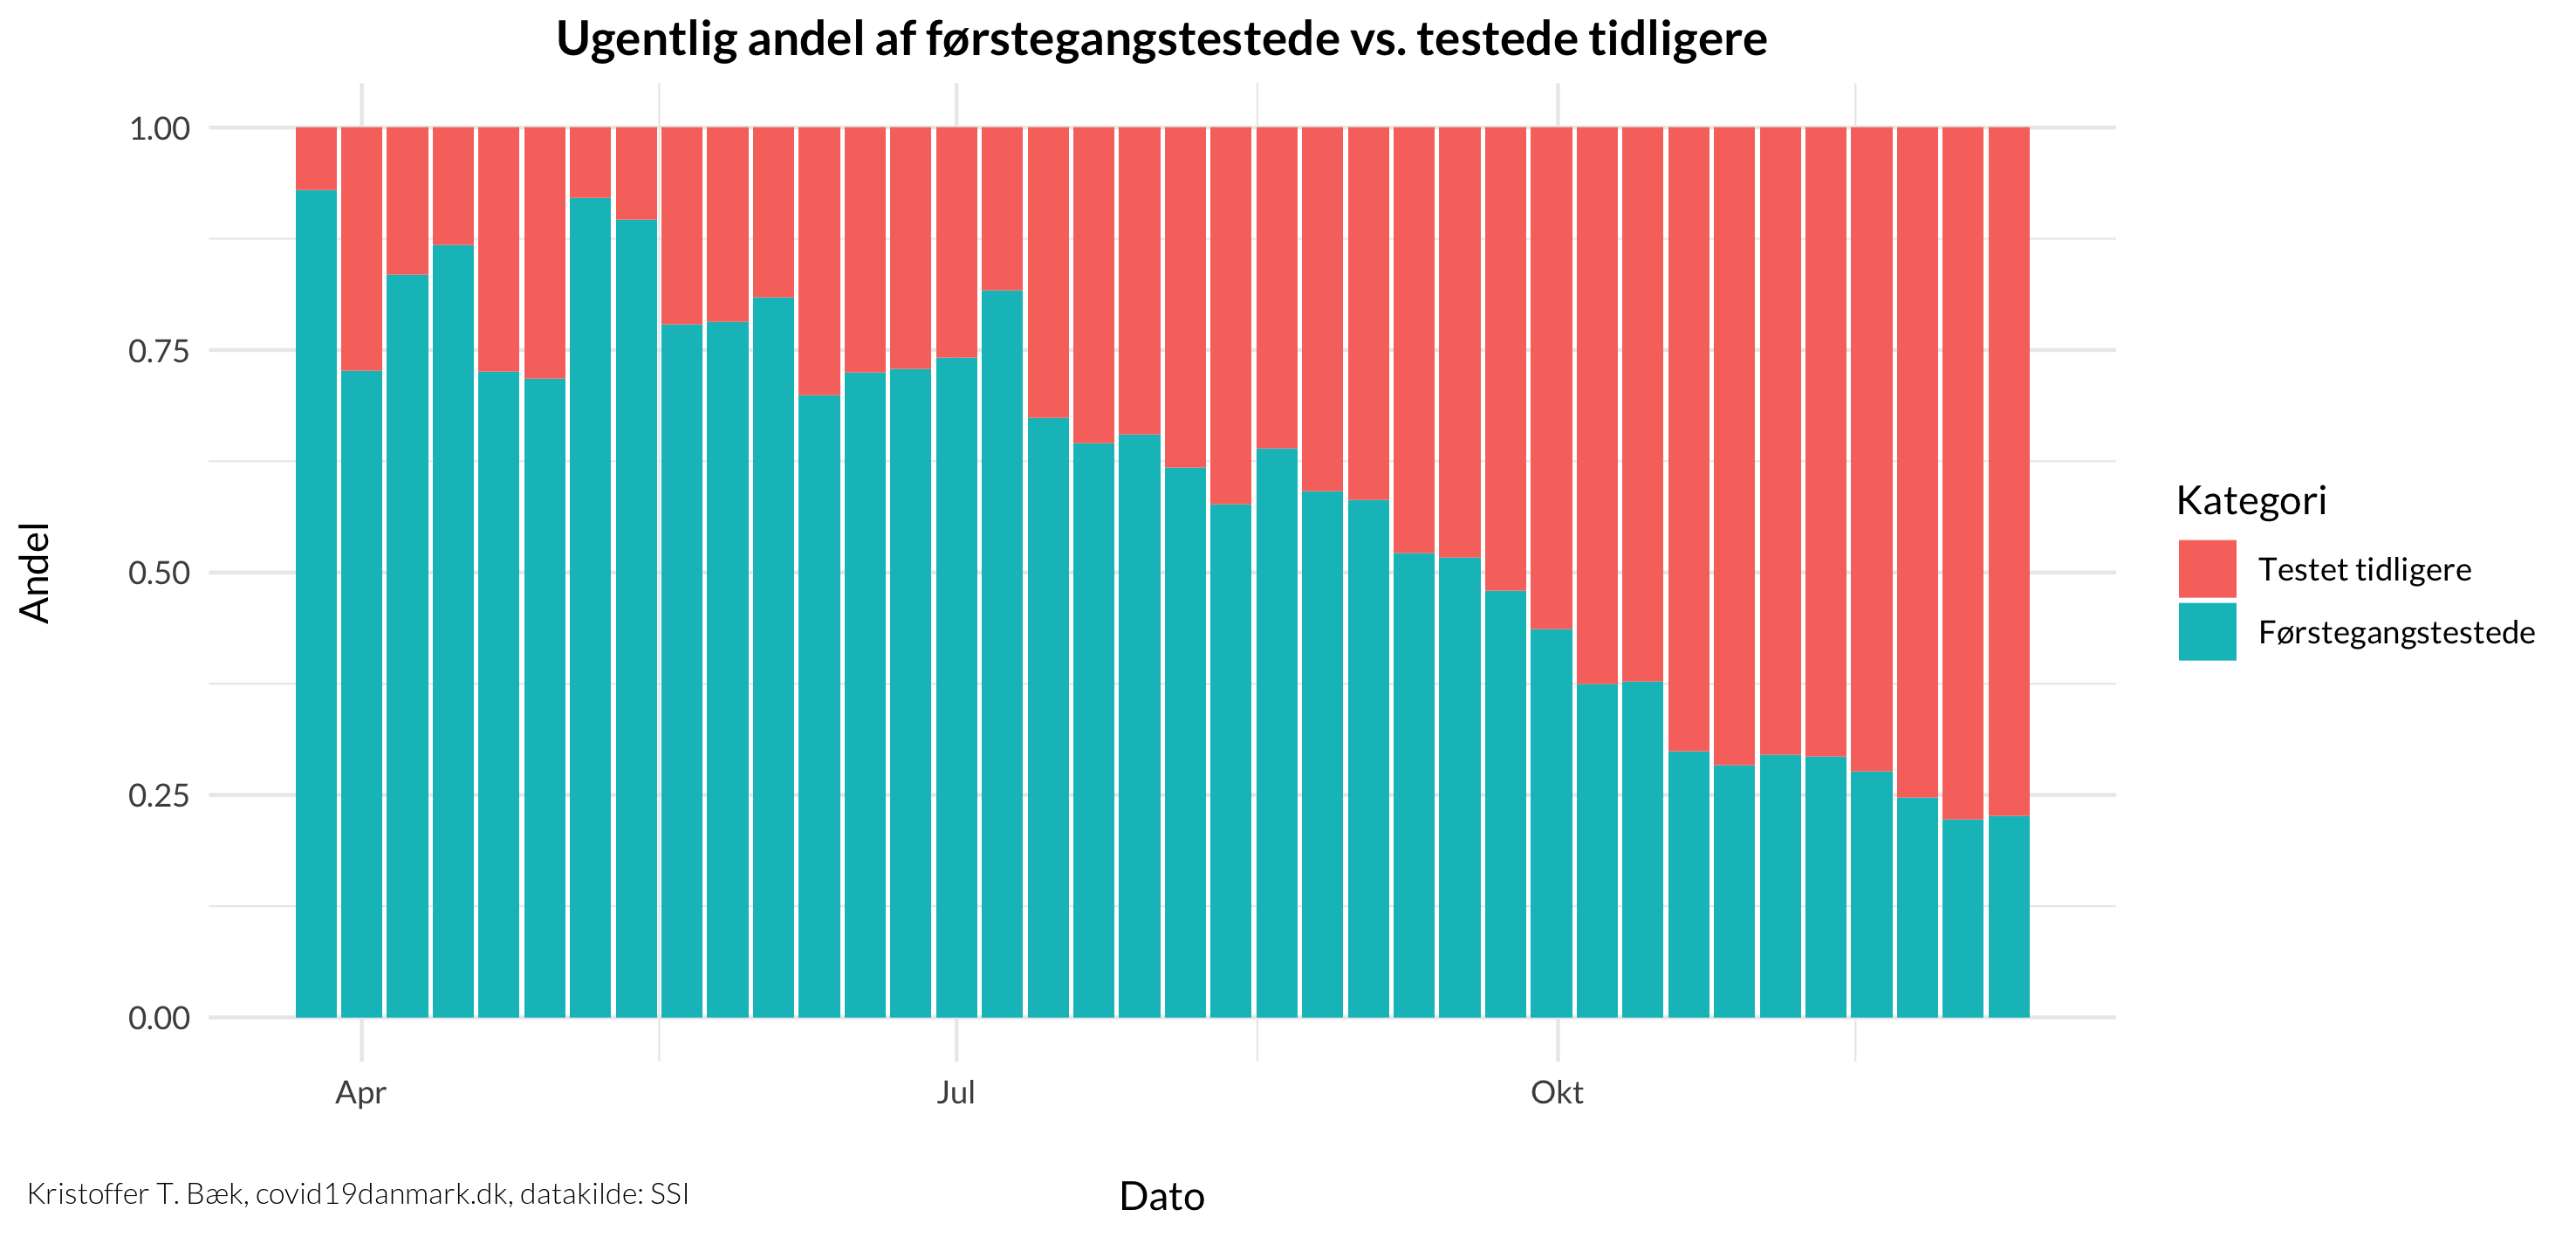 Ugentlig andel af førstegangstestede vs. testede tidligere
Andel
1.00
0.75
0.50
0.25
0.00
Apr
Jul
Okt
Dato
Kategori
Testet tidligere
Førstegangstestede
Kristoffer T. Bæk, covid19danmark.dk, datakilde: SSI